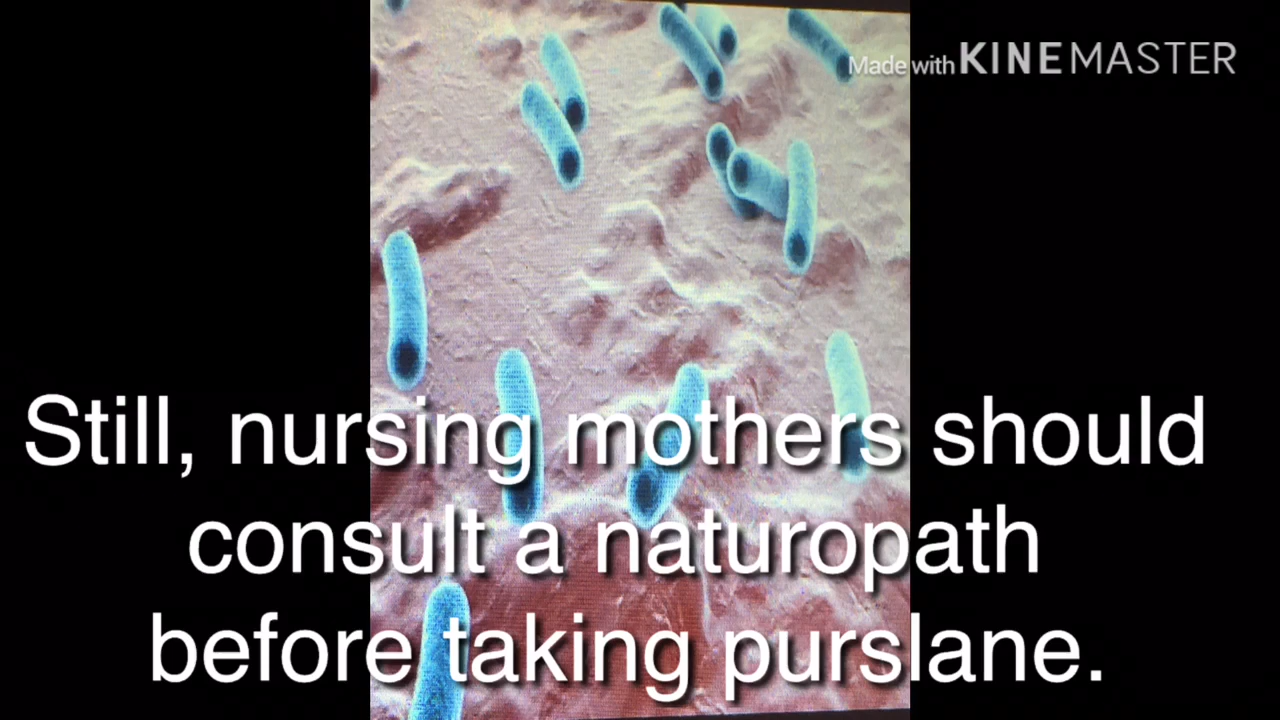 Made with KINEMASTER
Still, nursing mothers should
consult a naturopath
before taking purslane.